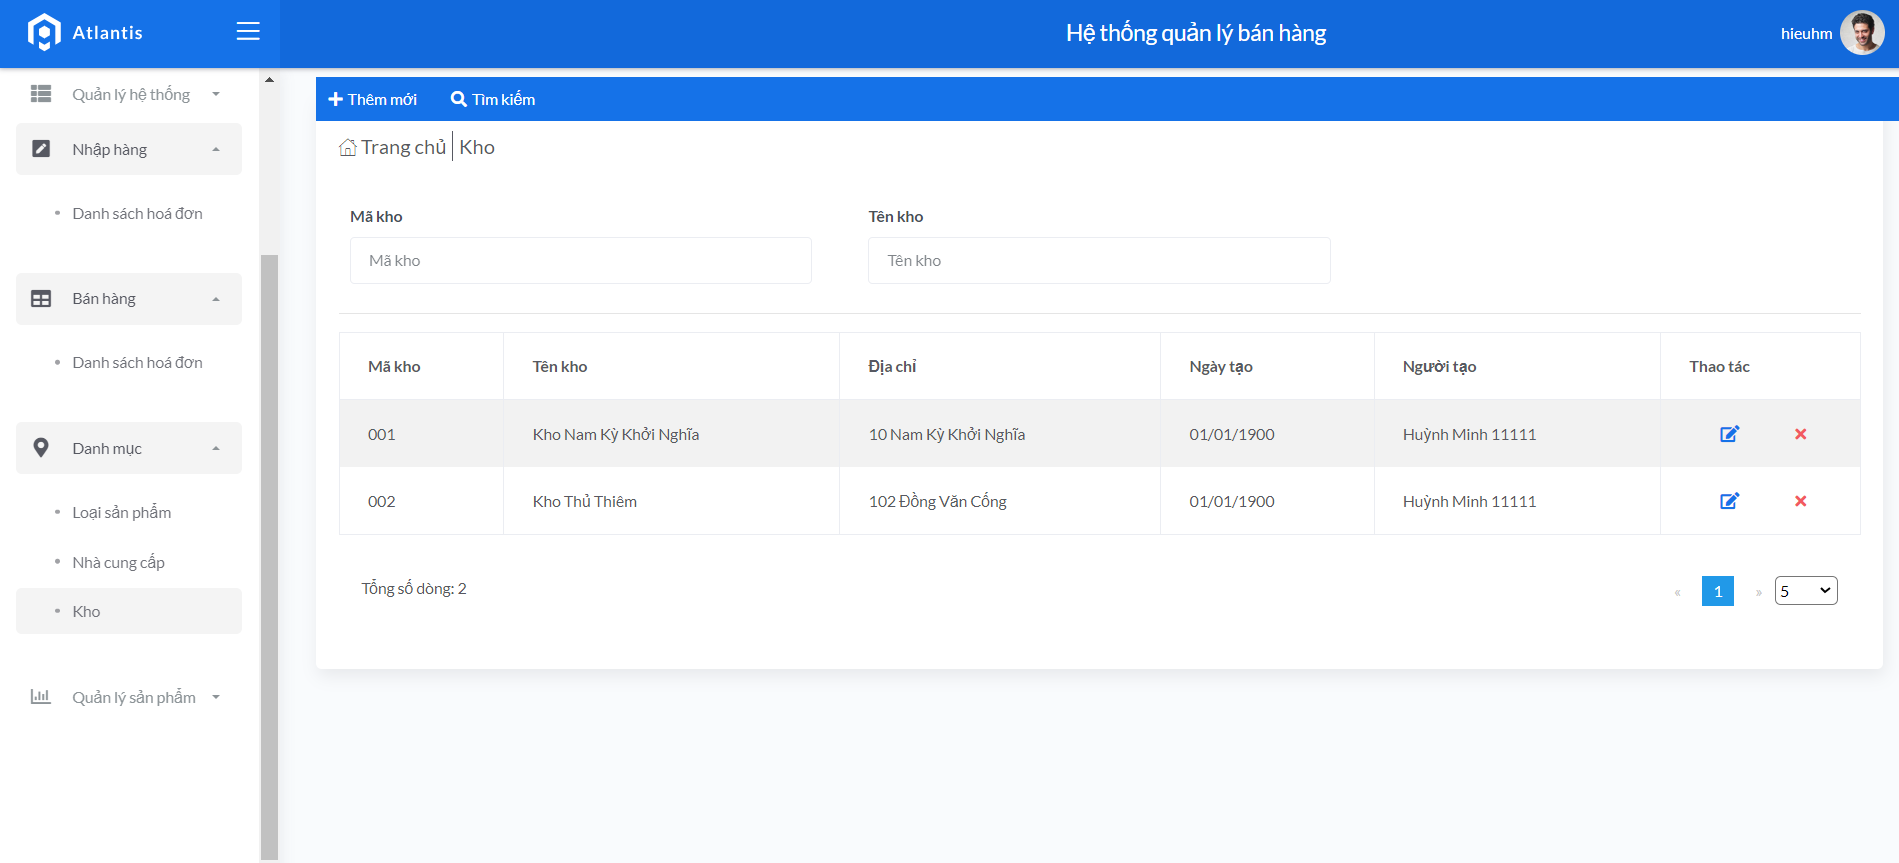 Atlantis
Hệ thống quản lý bán hàng
hieuhm
Quản lý hệ thống
Nhập hàng
Danh sách hoá đơn
Bán hàng
Danh sách hoá đơn
Danh mục
Loại sản phẩm
Nhà cung cấp
Kho
Quản lý sản phẩm
Thêm mới Tìm kiếm
Trang chủ Kho
Mã kho Tên kho
Mã kho Tên kho
Mã kho Tên kho Địa chỉ Ngày tạo Người tạo Thao tác
001 Kho Nam Kỳ Khởi Nghĩa 10 Nam Kỳ Khởi Nghĩa 01/01/1900 Huỳnh Minh 11111
002 Kho Thủ Thiêm 102 Đồng Văn Cống 01/01/1900 Huỳnh Minh 11111
Tổng số dòng: 2 « 1 » 5